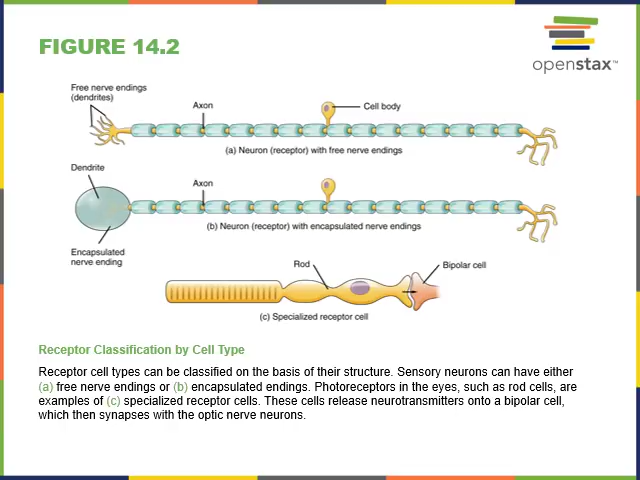 FIGURE 14.2
openstax™
Free nerve endings
(dendrites)
Axon
Cell body
(a) Neuron (receptor) with free nerve endings
Dendrite
Axon
(b) Neuron (receptor) with encapsulated nerve endings
Encapsulated
nerve ending
Rod
Bipolar cell
(c) Specialized receptor cell
Receptor Classification by Cell Type
Receptor cell types can be classified on the basis of their structure. Sensory neurons can have either
(a) free nerve endings or (b) encapsulated endings. Photoreceptors in the eyes, such as rod cells, are
examples of (c) specialized receptor cells. These cells release neurotransmitters onto a bipolar cell,
which then synapses with the optic nerve neurons.